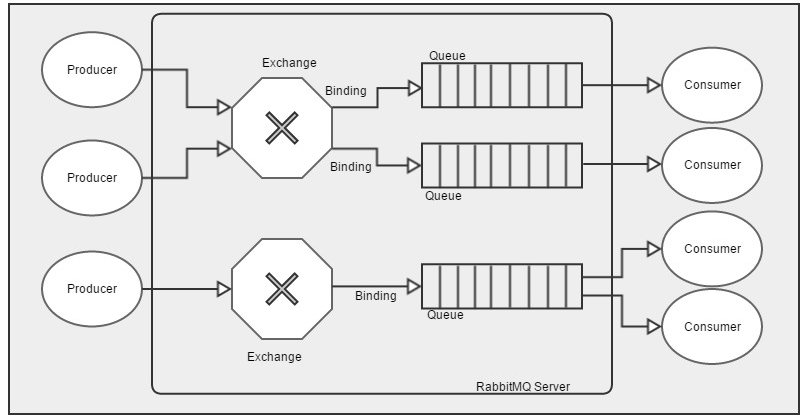 Exchange
Queue
Producer
Binding
Consumer
Binding
Consumer
Producer
Queue
Consumer
Producer
Binding
Queue
Consumer
Exchange
RabbitMQ Server